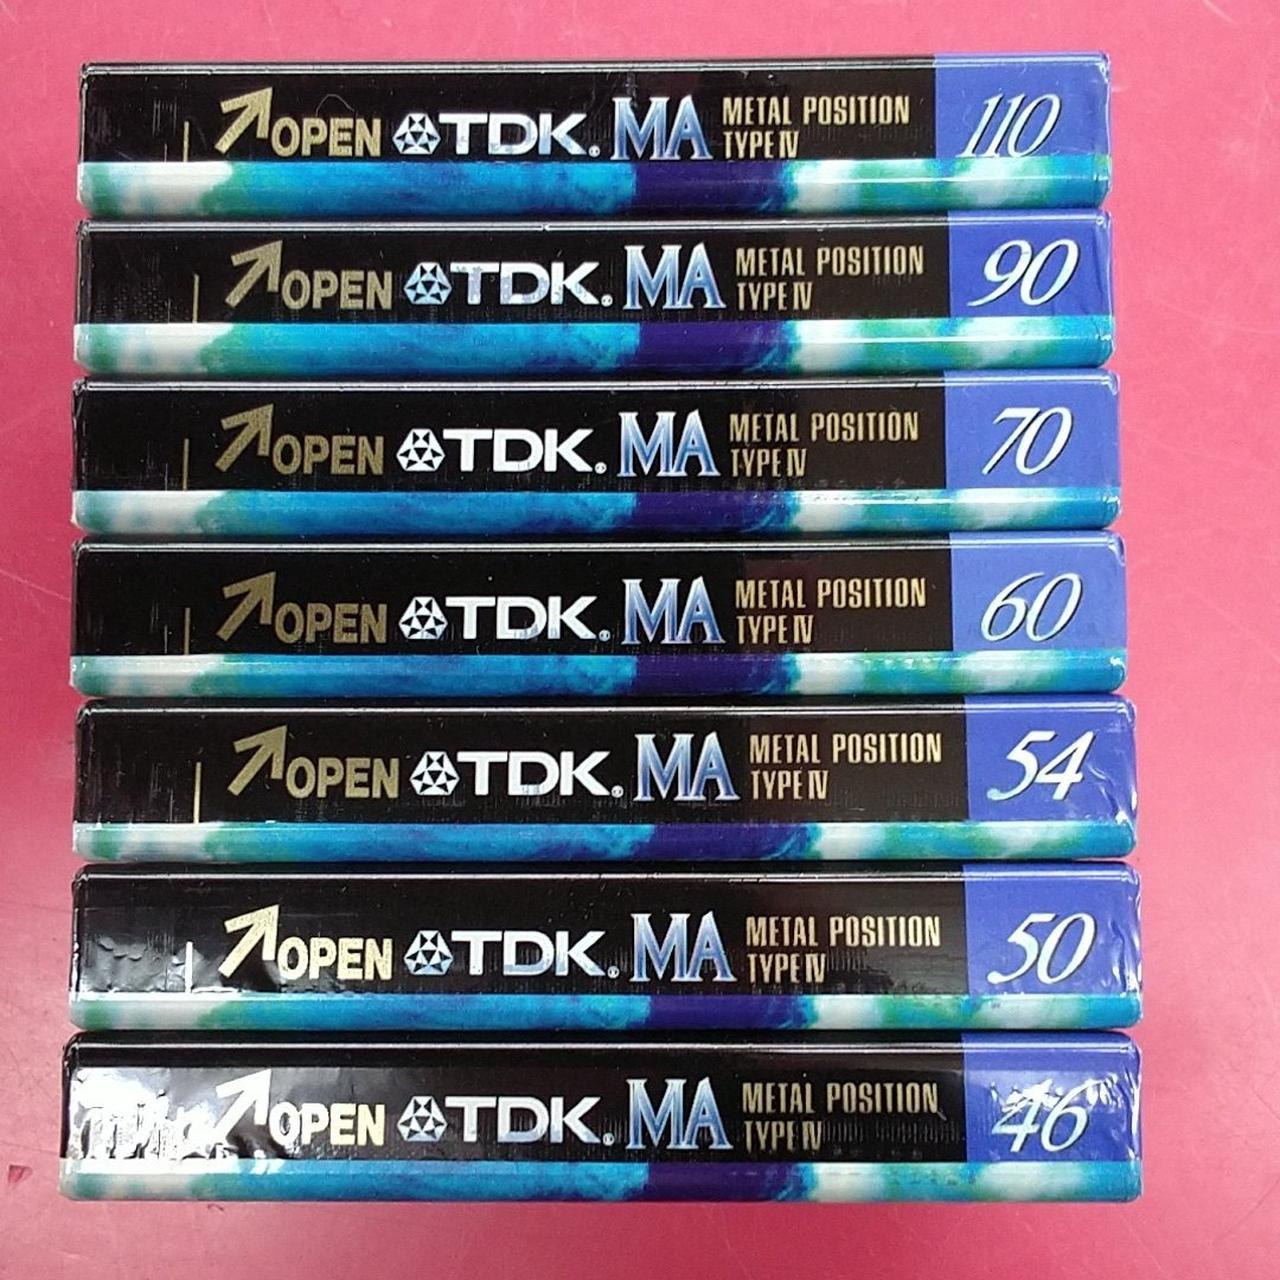 OPEN TDK. MA METAL POSITION TYPE IV 110
OPEN TDK. MA METAL POSITION TYPE IV 90
OPEN TDK. MA METAL POSITION TYPE IV 70
OPEN TDK. MA METAL POSITION TYPE IV 60
OPEN TDK. MA METAL POSITION TYPE IV 54
OPEN TDK. MA METAL POSITION TYPE IV 50
OPEN TDK. MA METAL POSITION TYPE IV 46